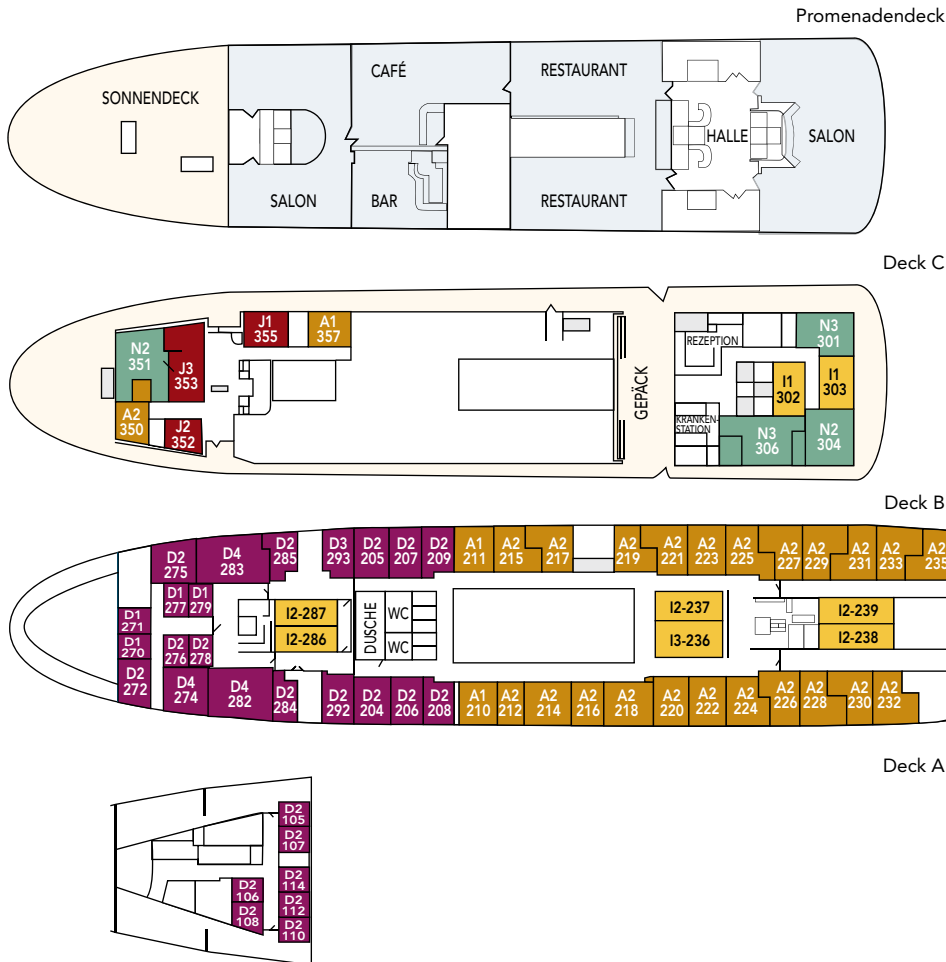 Promenadendeck
SONNENDECK
CAFÉ
RESTAURANT
HALLE
SALON
SALON
BAR
RESTAURANT
Deck C
J1
355
A1
357
N2
351
J3
353
A2
350
J2
352
GEPÄCK
REZEPTION
N3
301
I1
302
I1
303
KRANKEN-
STATION
N3
306
N2
304
Deck B
D2
275
D4
283
D2
285
D3
293
D2
205
D2
207
D2
209
A1
211
A2
215
A2
217
A2
219
A2
221
A2
223
A2
225
A2
227
A2
229
A2
231
A2
233
A2
235
D1
277
D1
279
D1
271
D1
270
D2
276
D2
278
I2-287
I2-286
DUSCHE
WC
WC
I2-237
I3-236
I2-239
I2-238
D2
272
D4
274
D4
282
D2
284
D2
292
D2
204
D2
206
D2
208
A1
210
A2
212
A2
214
A2
216
A2
218
A2
220
A2
222
A2
224
A2
226
A2
228
A2
230
A2
232
Deck A
D2
105
D2
107
D2
114
D2
106
D2
112
D2
108
D2
110